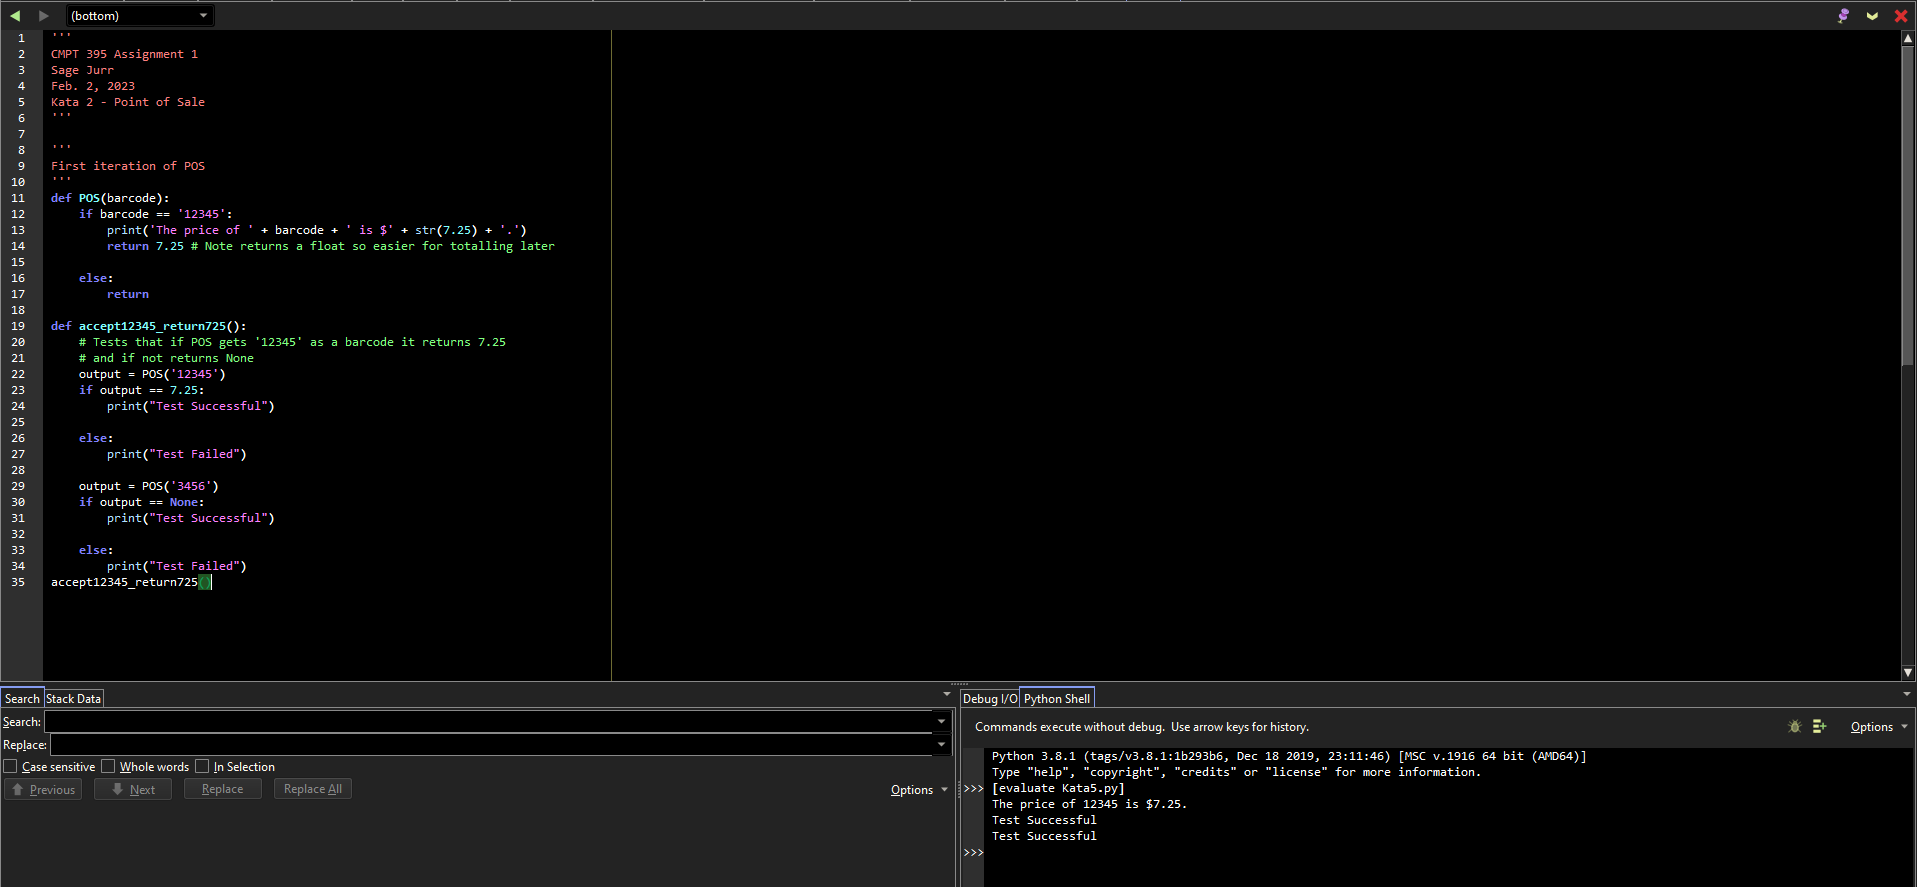 (bottom)
1 '''
2 CMPT 395 Assignment 1
3 Sage Jurr
4 Feb. 2, 2023
5 Kata 2 - Point of Sale
6 '''
7
8 '''
9 First iteration of POS
10 '''
11 def POS(barcode):
12     if barcode == '12345':
13         print('The price of ' + barcode + ' is $' + str(7.25) + '.')
14         return 7.25 # Note returns a float so easier for totalling later
15
16     else:
17         return
18
19 def accept12345_return725():
20     # Tests that if POS gets '12345' as a barcode it returns 7.25
21     # and if not returns None
22     output = POS('12345')
23     if output == 7.25:
24         print("Test Successful")
25
26     else:
27         print("Test Failed")
28
29     output = POS('3456')
30     if output == None:
31         print("Test Successful")
32
33     else:
34         print("Test Failed")
35 accept12345_return725()
Search Stack Data
Search:
Replace:
Case sensitive Whole words In Selection
Previous Next Replace Replace All Options
Debug I/O Python Shell
Commands execute without debug. Use arrow keys for history. Options
Python 3.8.1 (tags/v3.8.1:1b293b6, Dec 18 2019, 23:11:46) [MSC v.1916 64 bit (AMD64)]
Type "help", "copyright", "credits" or "license" for more information.
>>> [evaluate Kata5.py]
The price of 12345 is $7.25.
Test Successful
Test Successful
>>>